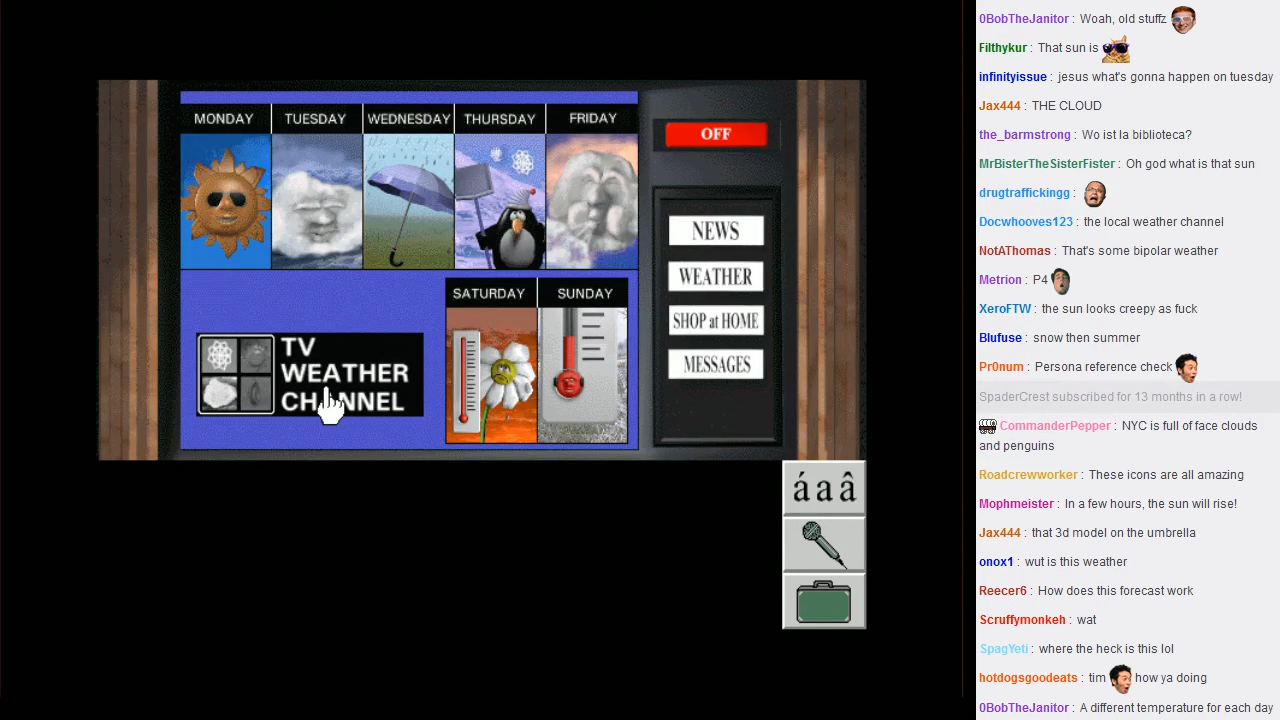 MONDAY TUESDAY WEDNESDAY THURSDAY FRIDAY
SATURDAY SUNDAY
TV
WEATHER
CHANNEL
OFF
NEWS
WEATHER
SHOP at HOME
MESSAGES
á a â
0BobTheJanitor : Woah, old stuffz
Filthykur : That sun is
infinityissue : jesus what's gonna happen on tuesday
Jax444 : THE CLOUD
the_barmstrong : Wo ist la biblioteca?
MrBisterTheSisterFister : Oh god what is that sun
drugtraffickingg :
Docwhooves123 : the local weather channel
NotAThomas : That's some bipolar weather
Metrion : P4
XeroFTW : the sun looks creepy as fuck
Blufuse : snow then summer
Pr0num : Persona reference check
SpaderCrest subscribed for 13 months in a row!
CommanderPepper : NYC is full of face clouds
and penguins
Roadcrewworker : These icons are all amazing
Mophmeister : In a few hours, the sun will rise!
Jax444 : that 3d model on the umbrella
onox1 : wut is this weather
Reecer6 : How does this forecast work
Scruffymonkeh : wat
SpagYeti : where the heck is this lol
hotdogsgoodeats : tim how ya doing
0BobTheJanitor : A different temperature for each day